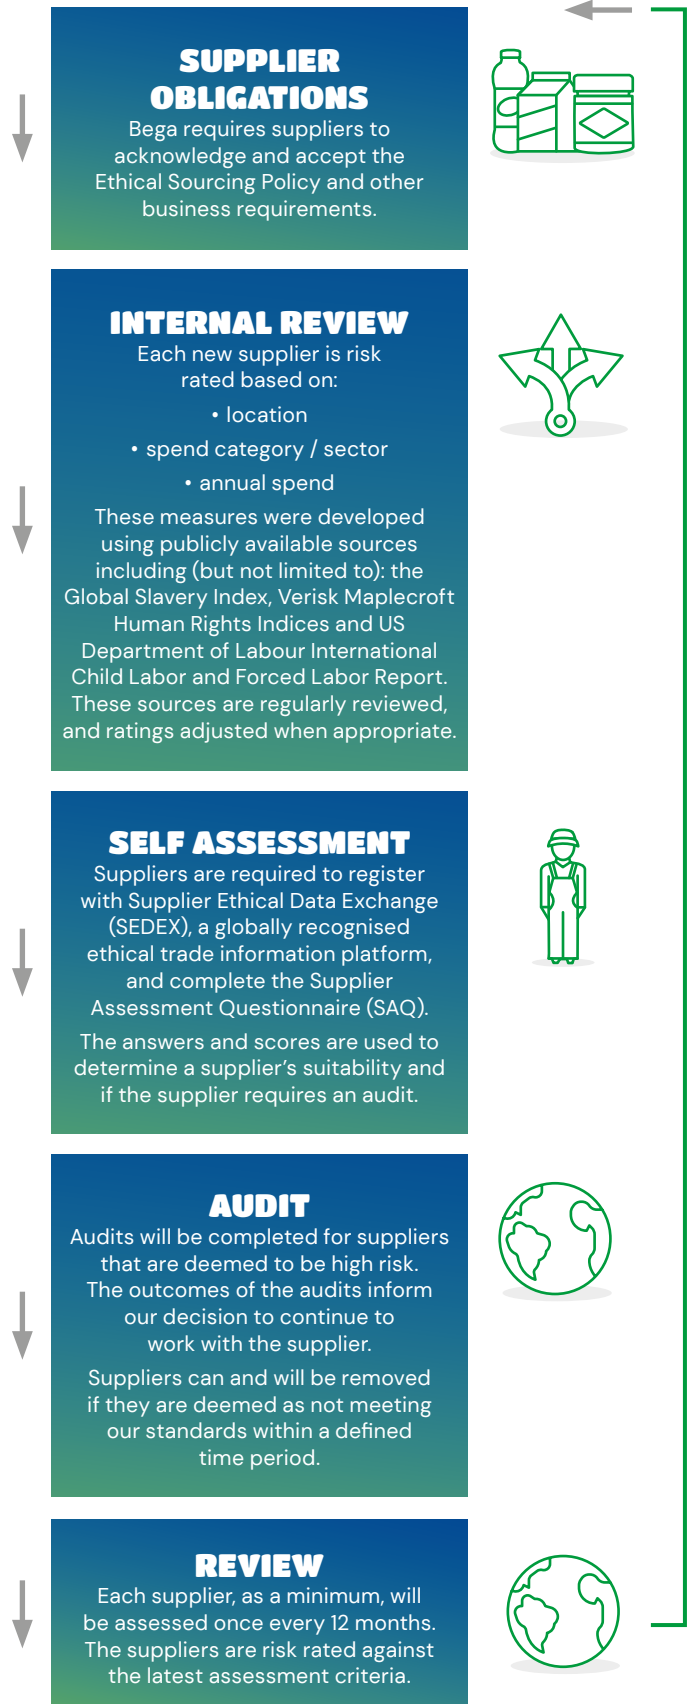 SUPPLIER
OBLIGATIONS
Bega requires suppliers to
acknowledge and accept the
Ethical Sourcing Policy and other
business requirements.
INTERNAL REVIEW
Each new supplier is risk
rated based on:
• location
• spend category / sector
• annual spend
These measures were developed
using publicly available sources
including (but not limited to): the
Global Slavery Index, Verisk Maplecroft
Human Rights Indices and US
Department of Labour International
Child Labor and Forced Labor Report.
These sources are regularly reviewed,
and ratings adjusted when appropriate.
SELF ASSESSMENT
Suppliers are required to register
with Supplier Ethical Data Exchange
(SEDEX), a globally recognised
ethical trade information platform,
and complete the Supplier
Assessment Questionnaire (SAQ).
The answers and scores are used to
determine a supplier's suitability and
if the supplier requires an audit.
AUDIT
Audits will be completed for suppliers
that are deemed to be high risk.
The outcomes of the audits inform
our decision to continue to
work with the supplier.
Suppliers can and will be removed
if they are deemed as not meeting
our standards within a defined
time period.
REVIEW
Each supplier, as a minimum, will
be assessed once every 12 months.
The suppliers are risk rated against
the latest assessment criteria.